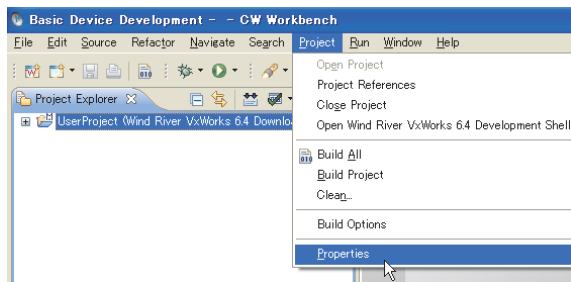 Basic Device Development - - CW Workbench
File Edit Source Refactor Navigate Search Project Run Window Help
Project Explorer
UserProject (Wind River VxWorks 6.4 Downlo
Open Project
Project References
Close Project
Open Wind River VxWorks 6.4 Development Shell
Build All
Build Project
Clean...
Build Options
Properties